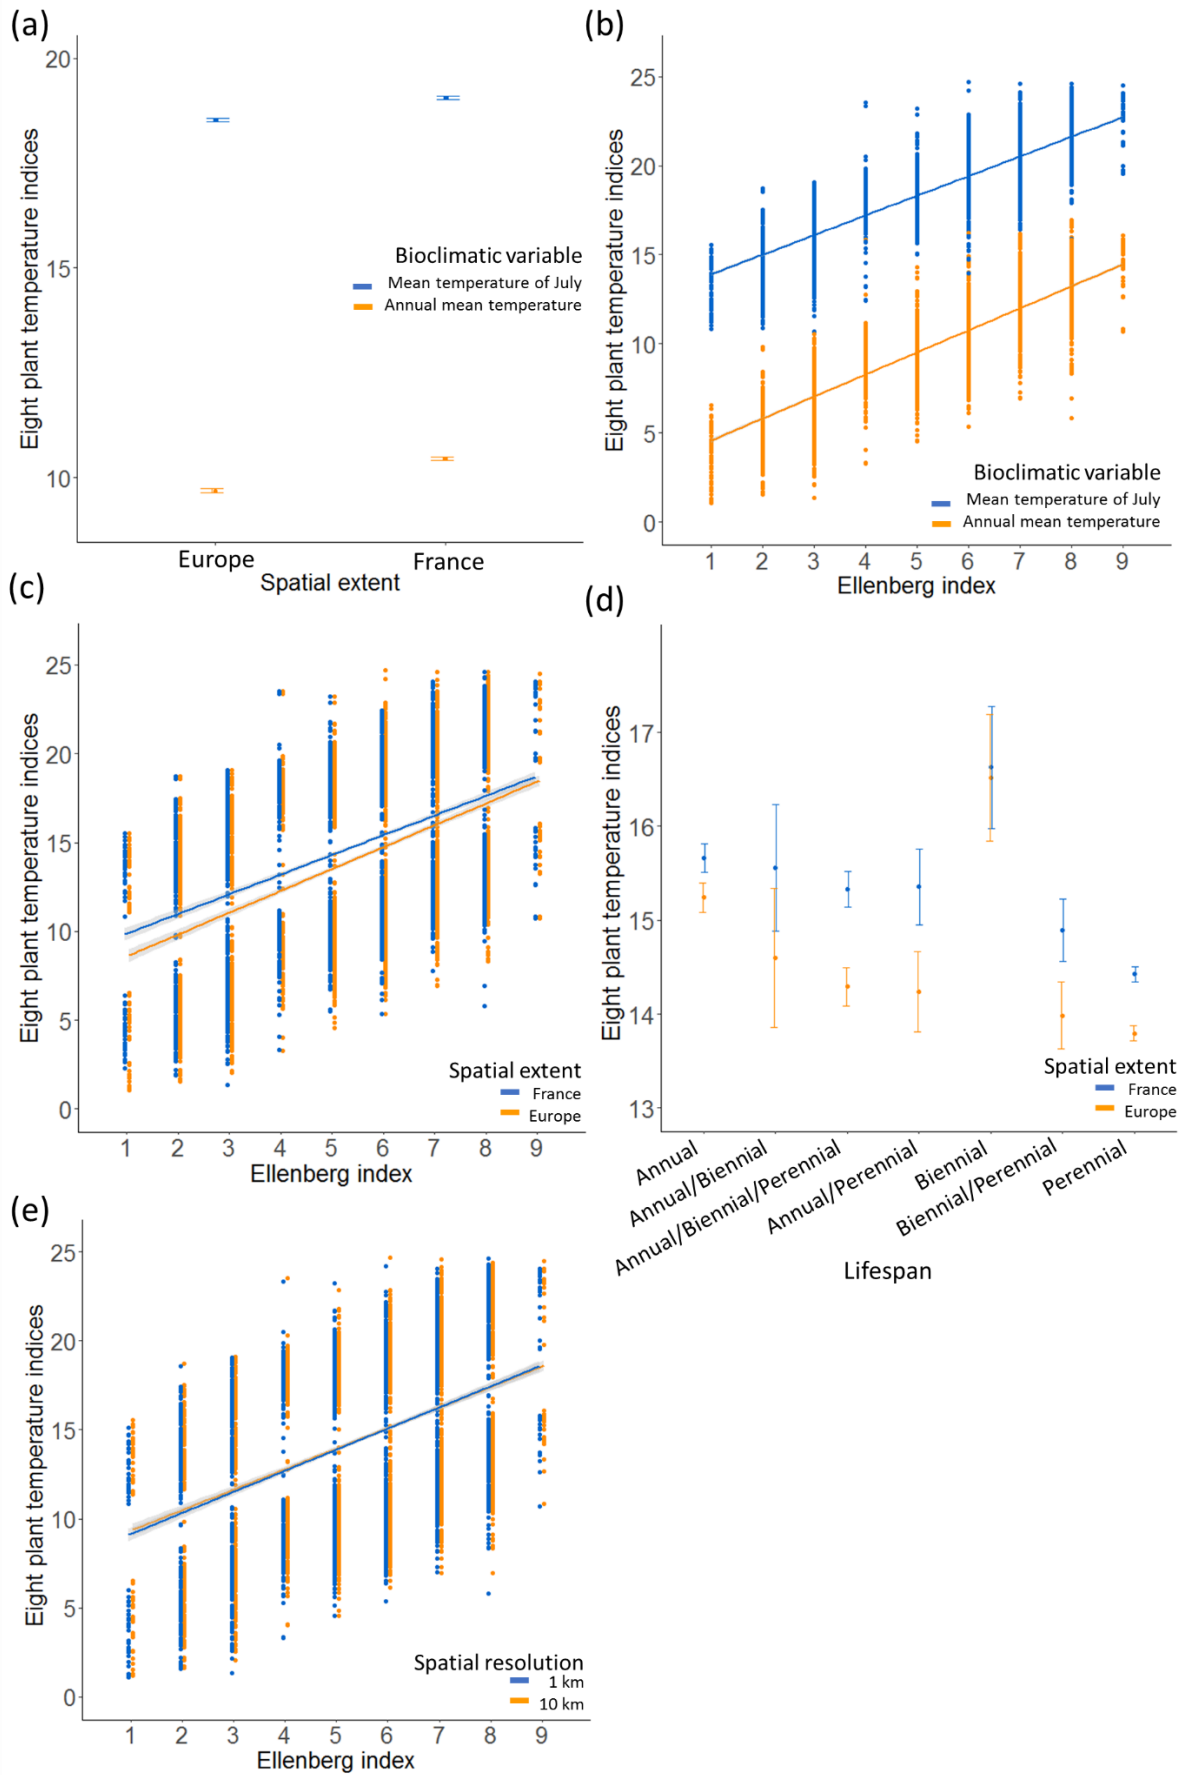 (a)
Eight plant temperature indices
20
15
10
Bioclimatic variable
Mean temperature of July
Annual mean temperature
Europe
France
Spatial extent
(b)
Eight plant temperature indices
25
20
15
10
5
0
Bioclimatic variable
Mean temperature of July
Annual mean temperature
1 2 3 4 5 6 7 8 9
Ellenberg index
(c)
Eight plant temperature indices
25
20
15
10
5
0
Spatial extent
France
Europe
1 2 3 4 5 6 7 8 9
Ellenberg index
(d)
Eight plant temperature indices
17
16
15
14
13
Spatial extent
France
Europe
Annual
Annual/Biennial
Annual/Biennial/Perennial
Annual/Perennial
Biennial
Biennial/Perennial
Perennial
Lifespan
(e)
Eight plant temperature indices
25
20
15
10
5
0
Spatial resolution
1 km
10 km
1 2 3 4 5 6 7 8 9
Ellenberg index